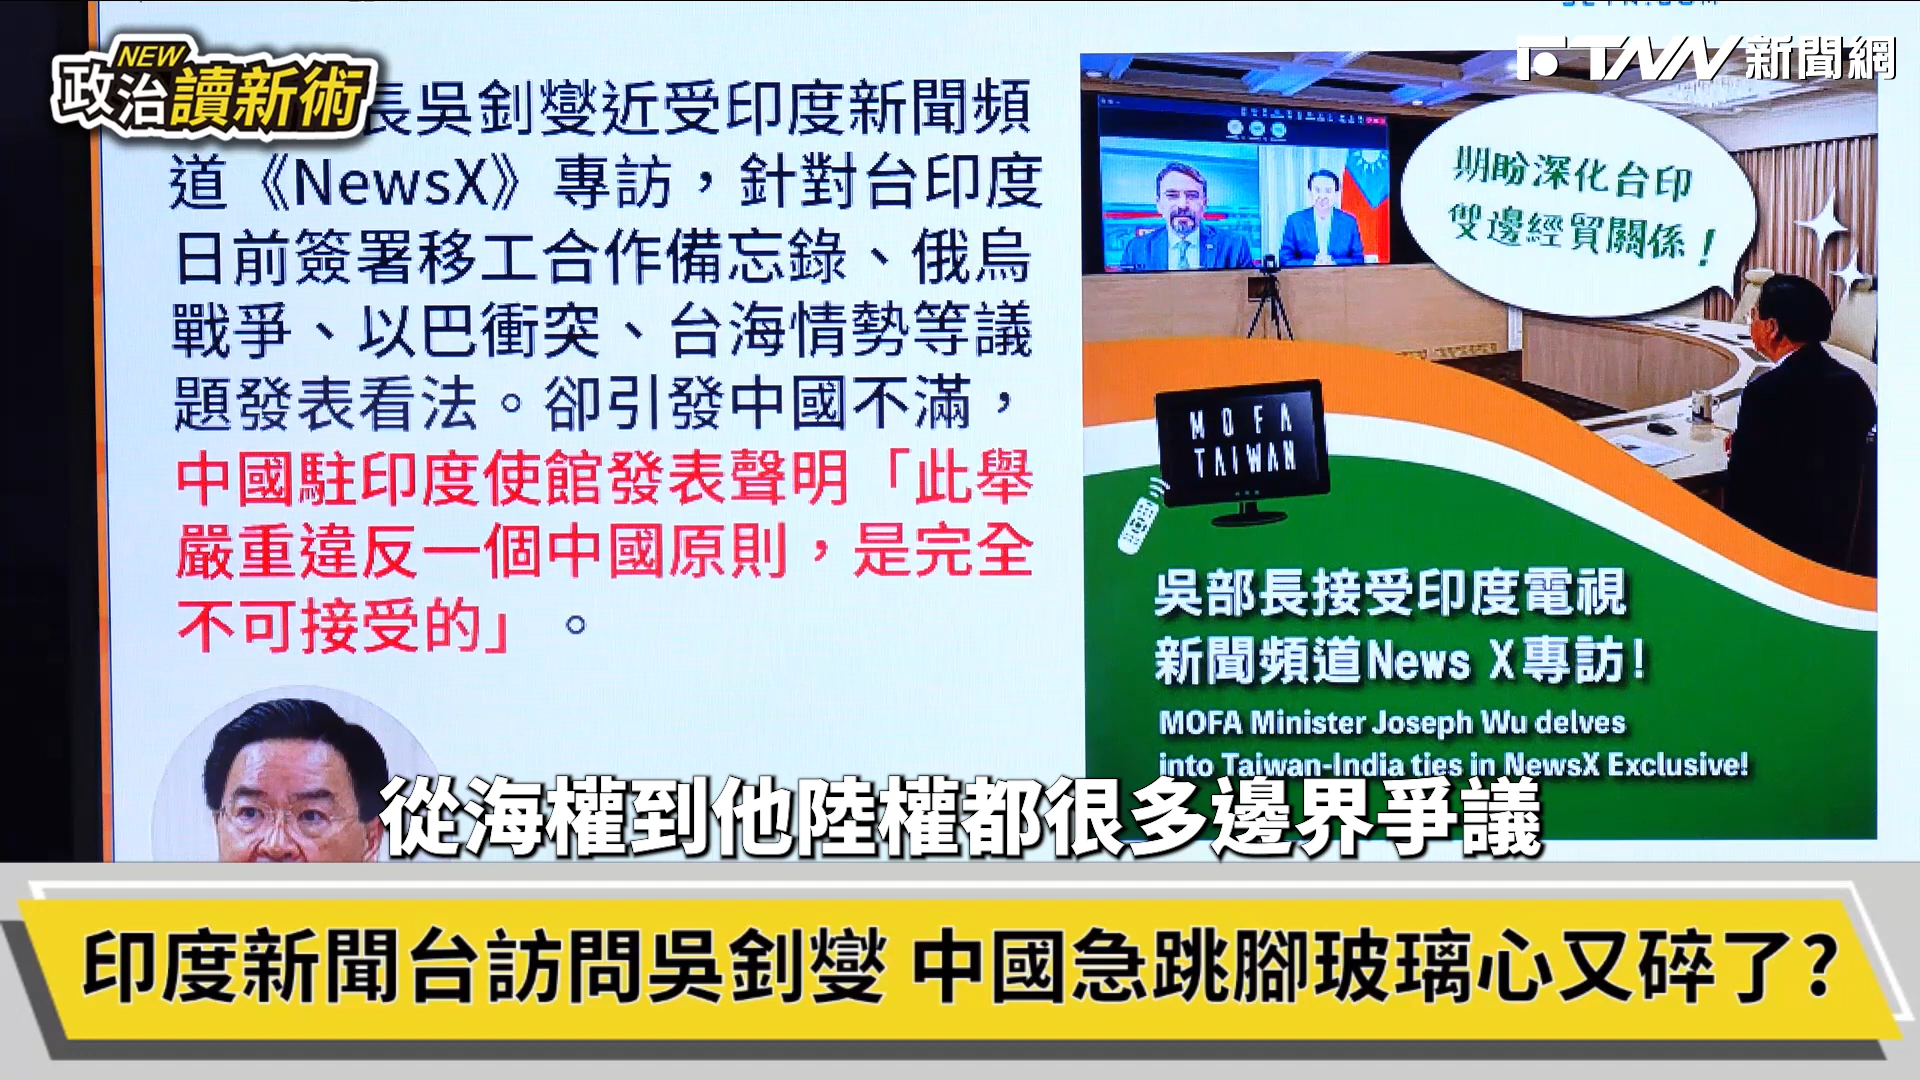 SETN.COM
NEW
政治讀新術
TNN新聞網
長吳釗燮近受印度新聞頻
道《NewsX》專訪，針對台印度
日前簽署移工合作備忘錄、俄烏
戰爭、以巴衝突、台海情勢等議
題發表看法。卻引發中國不滿，
中國駐印度使館發表聲明「此舉
嚴重違反一個中國原則，是完全
不可接受的」。
期盼深化台印
雙邊經貿關係！
MOFA
TAIWAN
吳部長接受印度電視
新聞頻道News X專訪！
MOFA Minister Joseph Wu delves
into Taiwan-India ties in NewsX Exclusive!
從海權到他陸權都很多邊界爭議
印度新聞台訪問吳釗燮 中國急跳腳玻璃心又碎了?